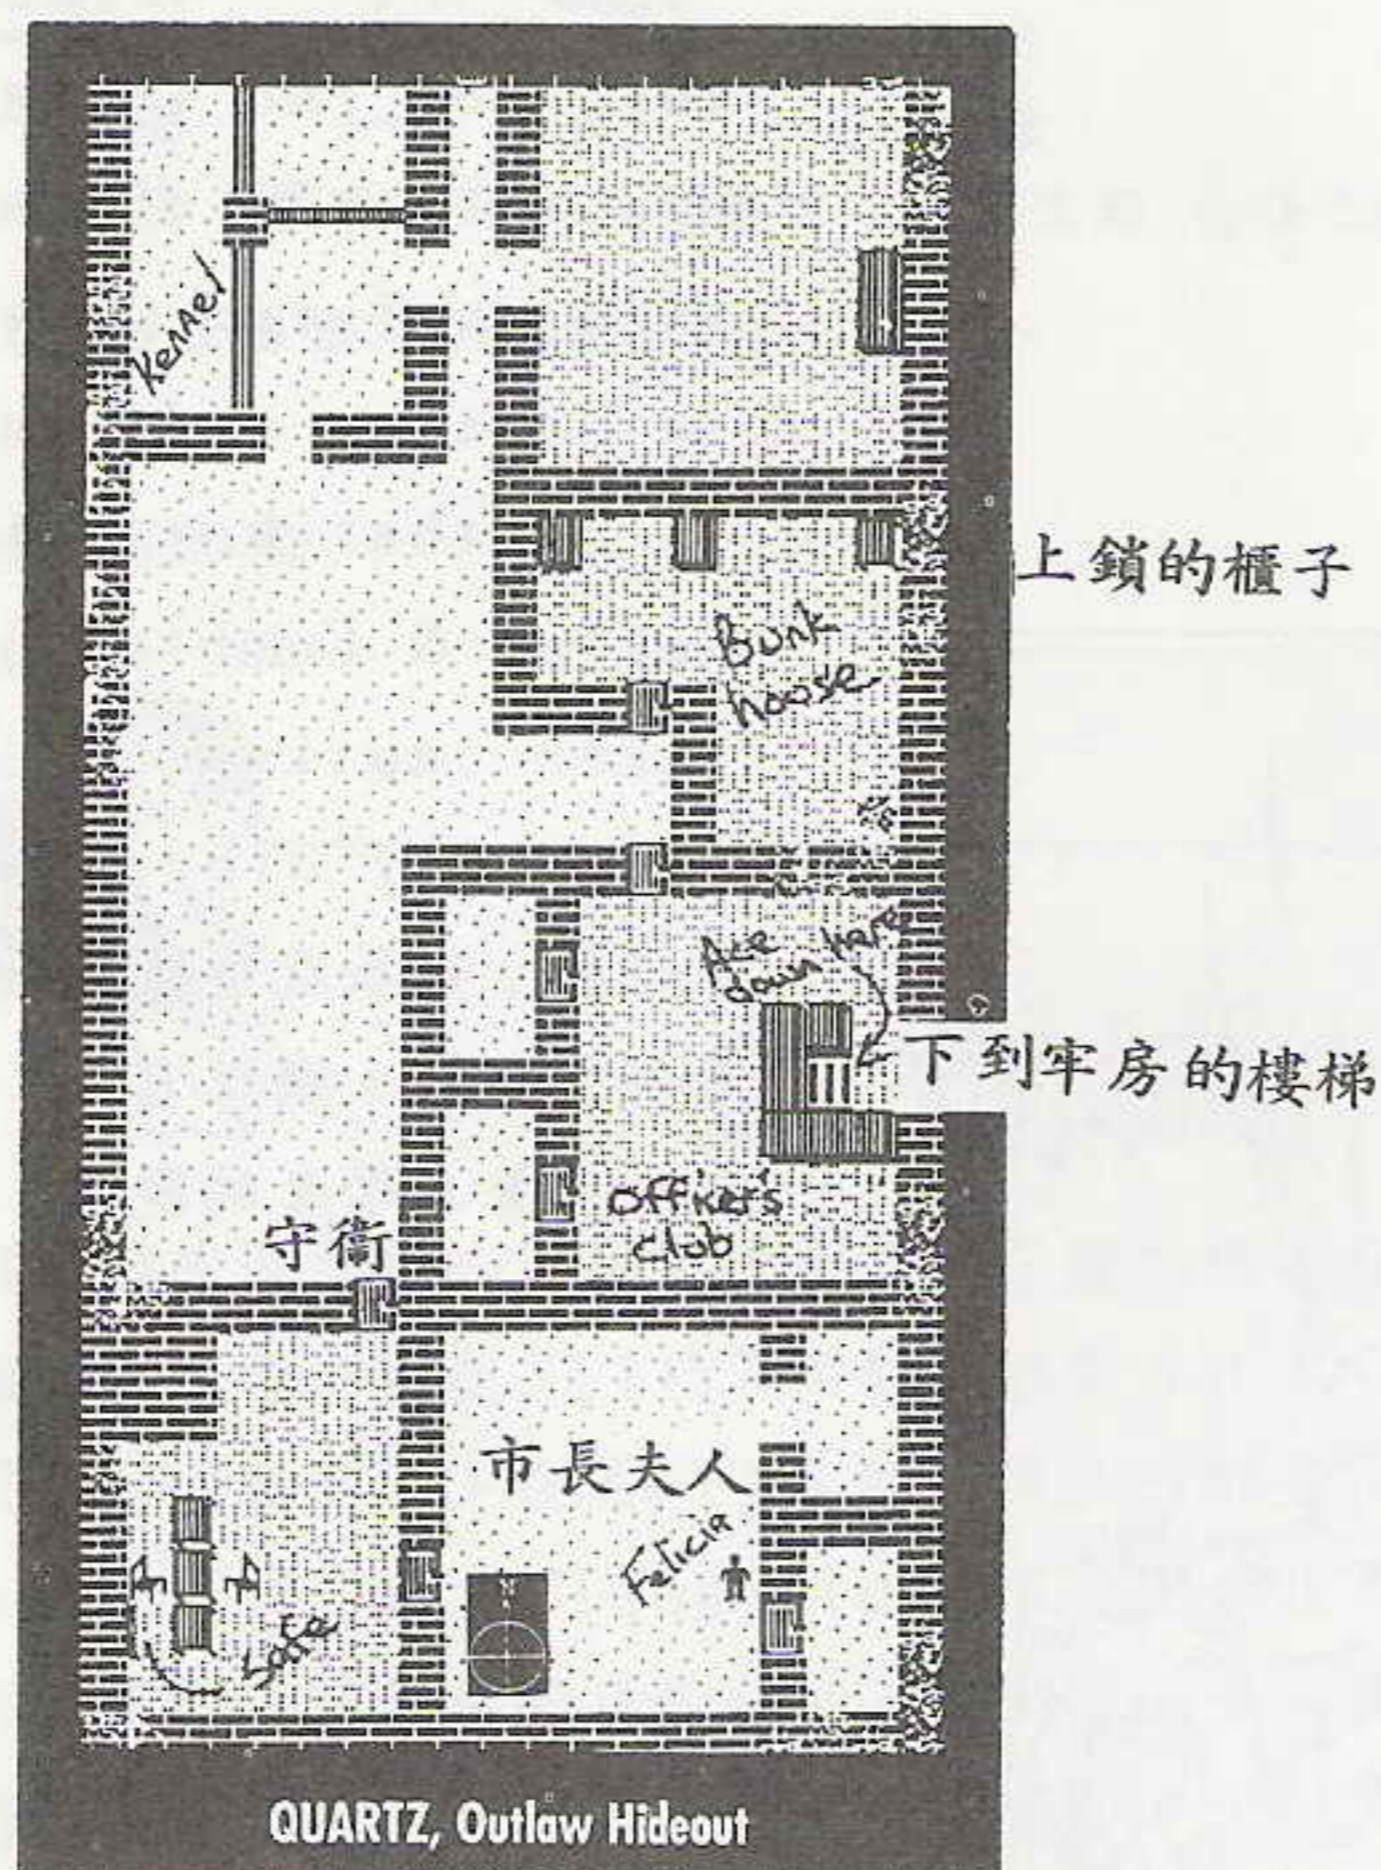 Kennel
上鎖的櫃子
Bunk
house
Ace
down here
下到牢房的樓梯
Officer's
Club
守衞
市長夫人
Felicia
N
Safe
QUARTZ, Outlaw Hideout